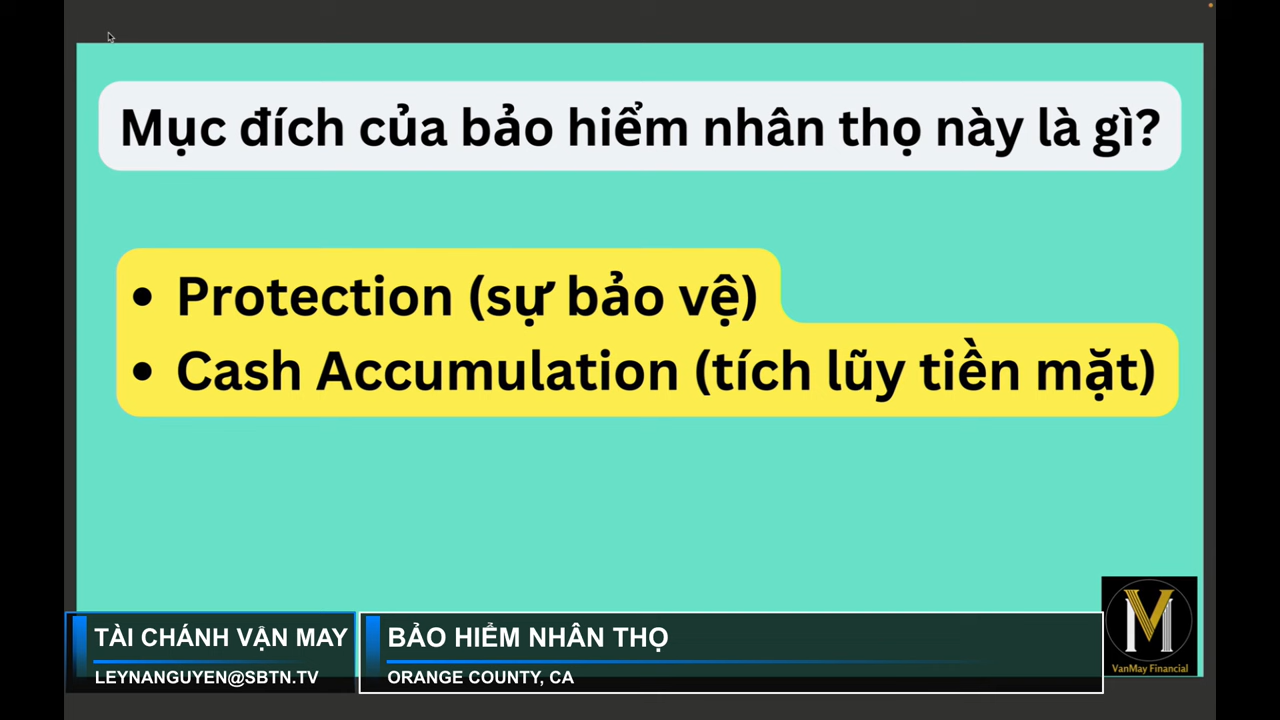 Mục đích của bảo hiểm nhân thọ này là gì?
• Protection (sự bảo vệ)
• Cash Accumulation (tích lũy tiền mặt)
VanMay Financial
TÀI CHÁNH VẬN MAY
LEYNANGUYEN@SBTN.TV
BẢO HIỂM NHÂN THỌ
ORANGE COUNTY, CA